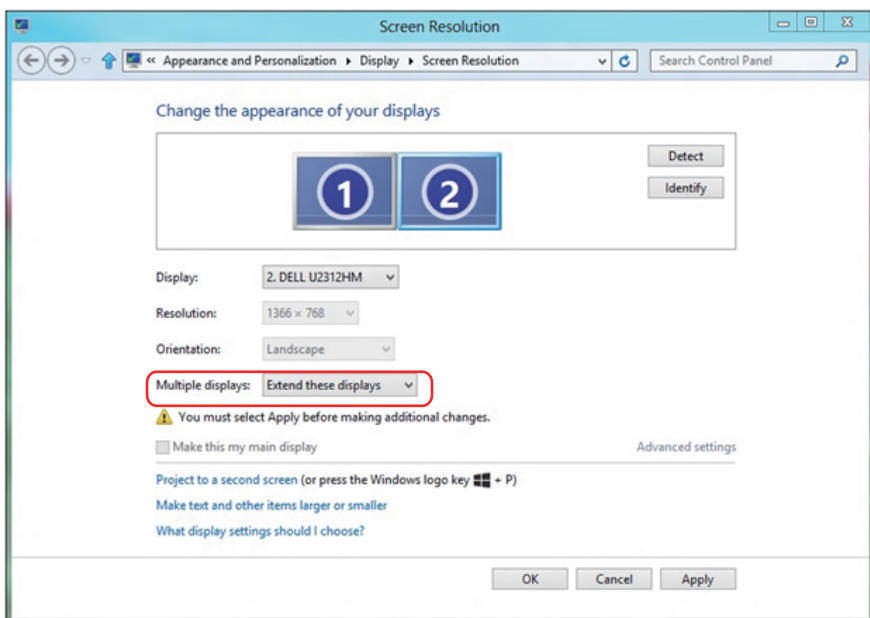 Screen Resolution
« Appearance and Personalization ▸ Display ▸ Screen Resolution
Search Control Panel
Change the appearance of your displays
1 2
Detect
Identify
Display: 2. DELL U2312HM
Resolution: 1366 × 768
Orientation: Landscape
Multiple displays: Extend these displays
You must select Apply before making additional changes.
Make this my main display
Advanced settings
Project to a second screen (or press the Windows logo key + P)
Make text and other items larger or smaller
What display settings should I choose?
OK Cancel Apply